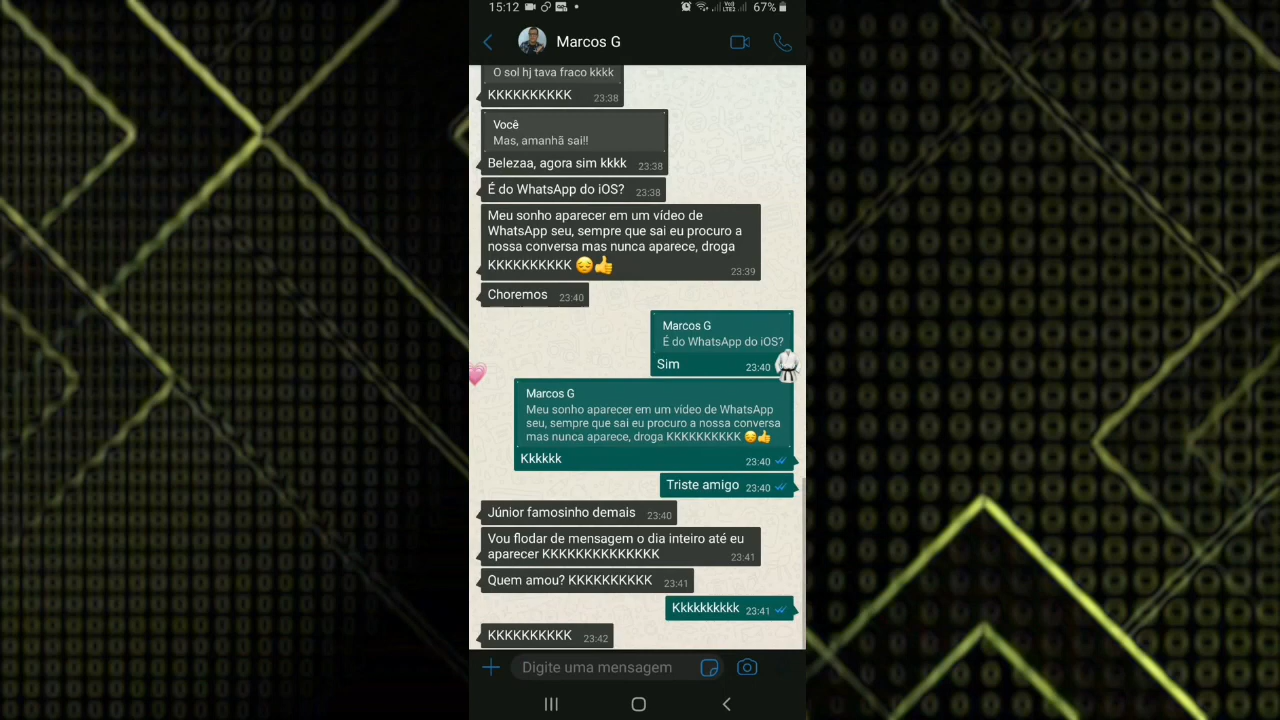 15:12
67%
Marcos G
O sol hj tava fraco kkkk
KKKKKKKKKK 23:38
Você
Mas, amanhã sai!!
Belezaa, agora sim kkkk 23:38
É do WhatsApp do iOS? 23:38
Meu sonho aparecer em um vídeo de
WhatsApp seu, sempre que sai eu procuro a
nossa conversa mas nunca aparece, droga
KKKKKKKKKK 😔👍 23:39
Choremos 23:40
Marcos G
É do WhatsApp do iOS?
Sim 23:40
Marcos G
Meu sonho aparecer em um vídeo de WhatsApp
seu, sempre que sai eu procuro a nossa conversa
mas nunca aparece, droga KKKKKKKKKK 😔👍
Kkkkkk 23:40
Triste amigo 23:40
Júnior famosinho demais 23:40
Vou flodar de mensagem o dia inteiro até eu
aparecer KKKKKKKKKKKKKK 23:41
Quem amou? KKKKKKKKKK 23:41
Kkkkkkkkkk 23:41
KKKKKKKKKK 23:42
Digite uma mensagem